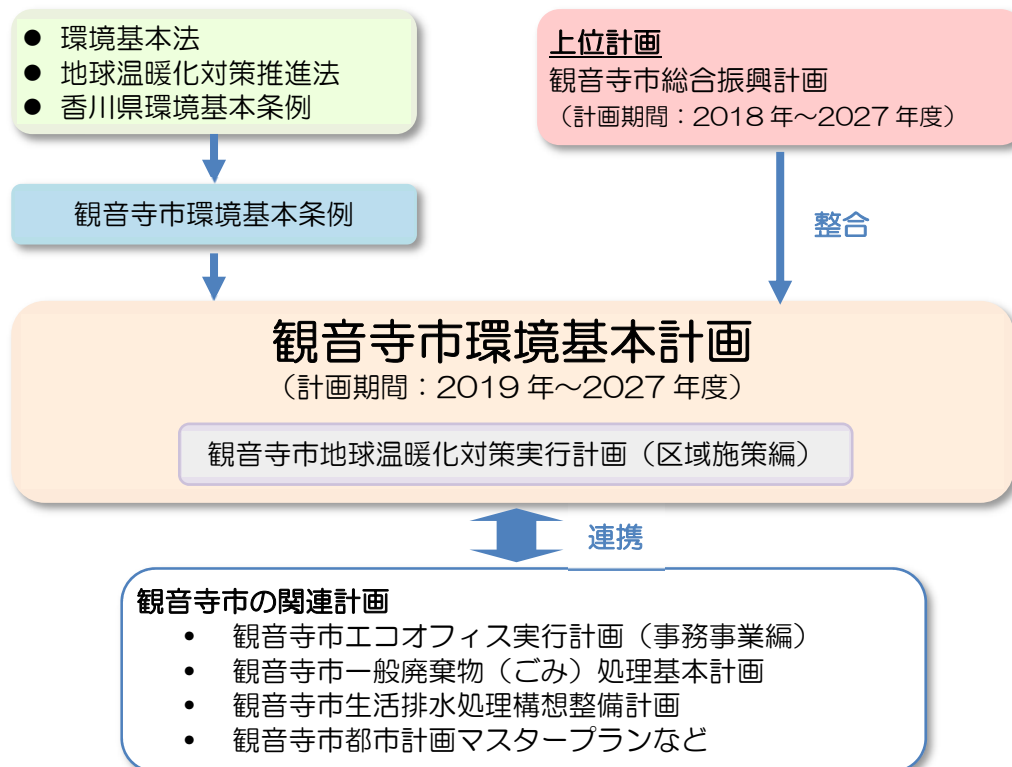 ● 環境基本法
● 地球温暖化対策推進法
● 香川県環境基本条例
観音寺市環境基本条例
上位計画
観音寺市総合振興計画
（計画期間：2018 年～2027 年度）
整合
観音寺市環境基本計画
（計画期間：2019 年～2027 年度）
観音寺市地球温暖化対策実行計画（区域施策編）
連携
観音寺市の関連計画
• 観音寺市エコオフィス実行計画（事務事業編）
• 観音寺市一般廃棄物（ごみ）処理基本計画
• 観音寺市生活排水処理構想整備計画
• 観音寺市都市計画マスタープランなど